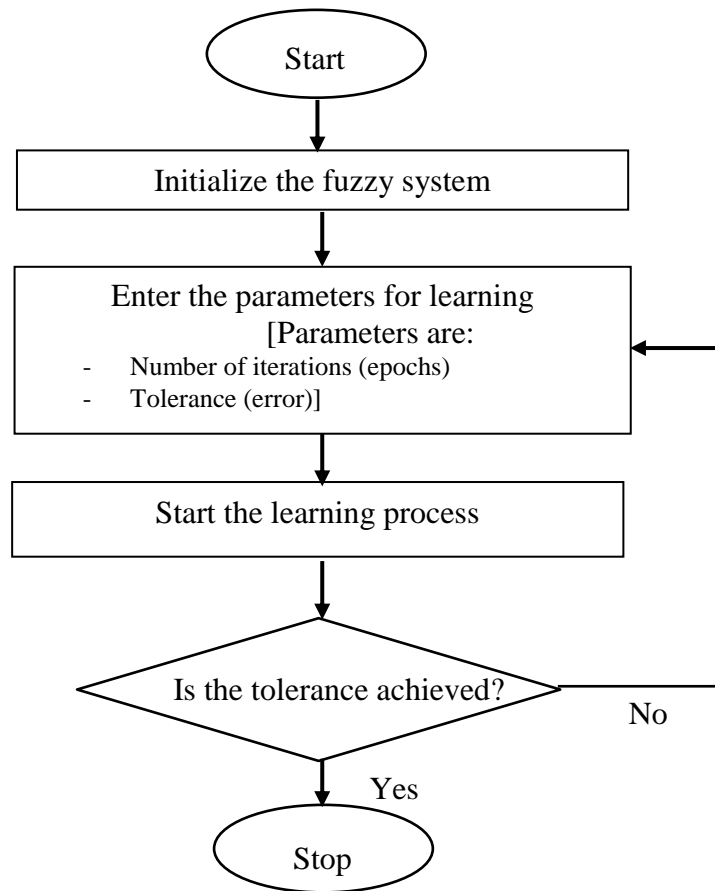 Start
Initialize the fuzzy system
Enter the parameters for learning
[Parameters are:
- Number of iterations (epochs)
- Tolerance (error)]
Start the learning process
Is the tolerance achieved?
No
Yes
Stop